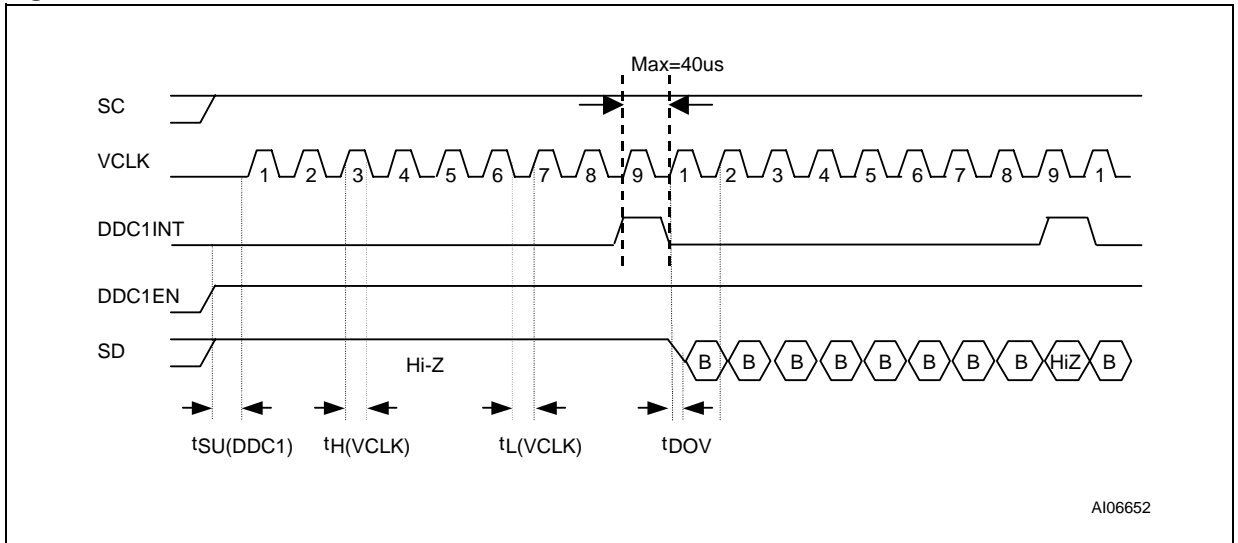 Max=40us
SC
VCLK 1 2 3 4 5 6 7 8 9 1 2 3 4 5 6 7 8 9 1
DDC1INT
DDC1EN
SD Hi-Z B B B B B B B B HiZ B
tSU(DDC1) tH(VCLK) tL(VCLK) tDOV
AI06652